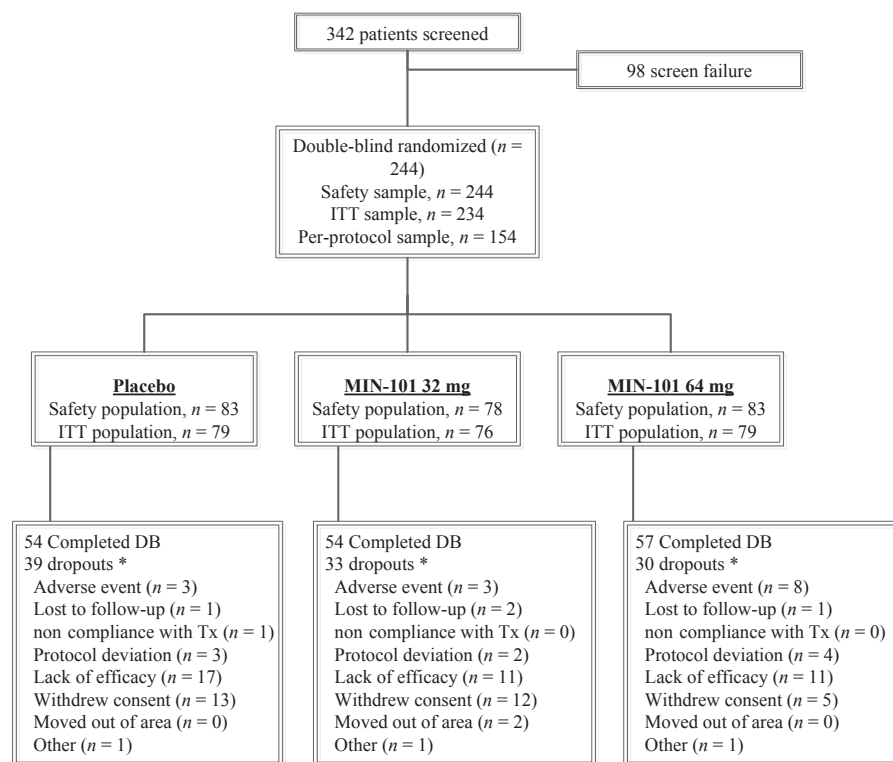 342 patients screened
98 screen failure
Double-blind randomized (n =
244)
Safety sample, n = 244
ITT sample, n = 234
Per-protocol sample, n = 154
Placebo
Safety population, n = 83
ITT population, n = 79
MIN-101 32 mg
Safety population, n = 78
ITT population, n = 76
MIN-101 64 mg
Safety population, n = 83
ITT population, n = 79
54 Completed DB
39 dropouts *
Adverse event (n = 3)
Lost to follow-up (n = 1)
non compliance with Tx (n = 1)
Protocol deviation (n = 3)
Lack of efficacy (n = 17)
Withdrew consent (n = 13)
Moved out of area (n = 0)
Other (n = 1)
54 Completed DB
33 dropouts *
Adverse event (n = 3)
Lost to follow-up (n = 2)
non compliance with Tx (n = 0)
Protocol deviation (n = 2)
Lack of efficacy (n = 11)
Withdrew consent (n = 12)
Moved out of area (n = 2)
Other (n = 1)
57 Completed DB
30 dropouts *
Adverse event (n = 8)
Lost to follow-up (n = 1)
non compliance with Tx (n = 0)
Protocol deviation (n = 4)
Lack of efficacy (n = 11)
Withdrew consent (n = 5)
Moved out of area (n = 0)
Other (n = 1)